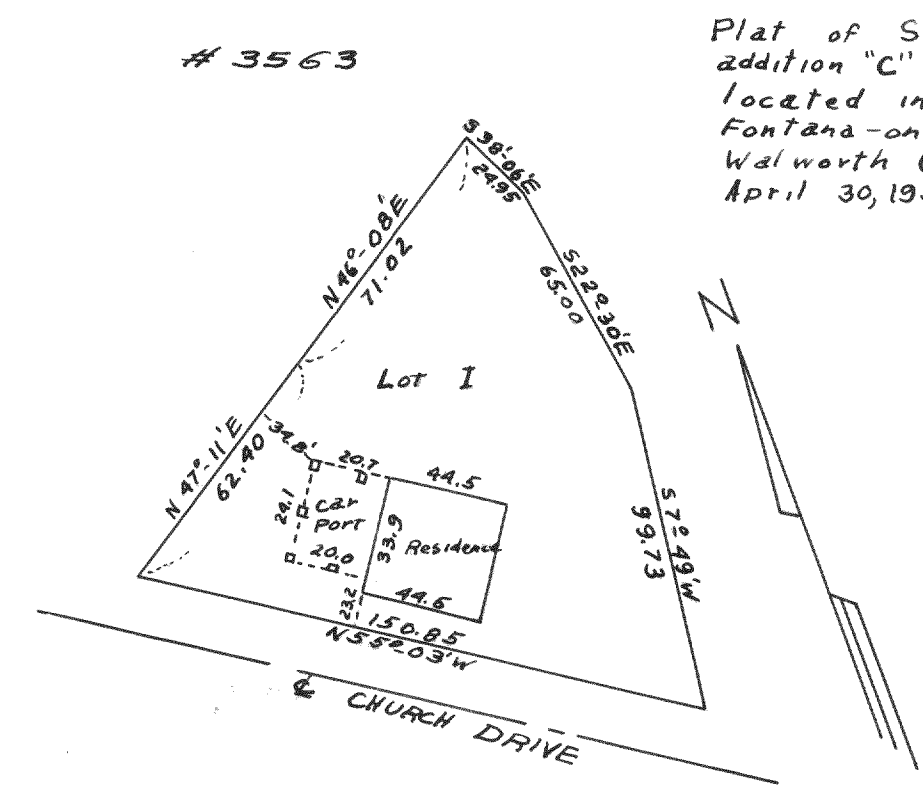 # 3563
Plat of S
addition "C"
located in
Fontana-on
Walworth
April 30, 19
S 38°-06'E
24.95
N 46°-08'E
71.02
S 22°30'E
65.00
N
Lot I
N 47°-11'E
62.40
34.8'
20.7
44.5
24.1
Car
Port
33.9
Residence
S 7°-49'W
99.73
20.0
44.6
23.2
150.85
N 55°-03'W
℄ CHURCH DRIVE